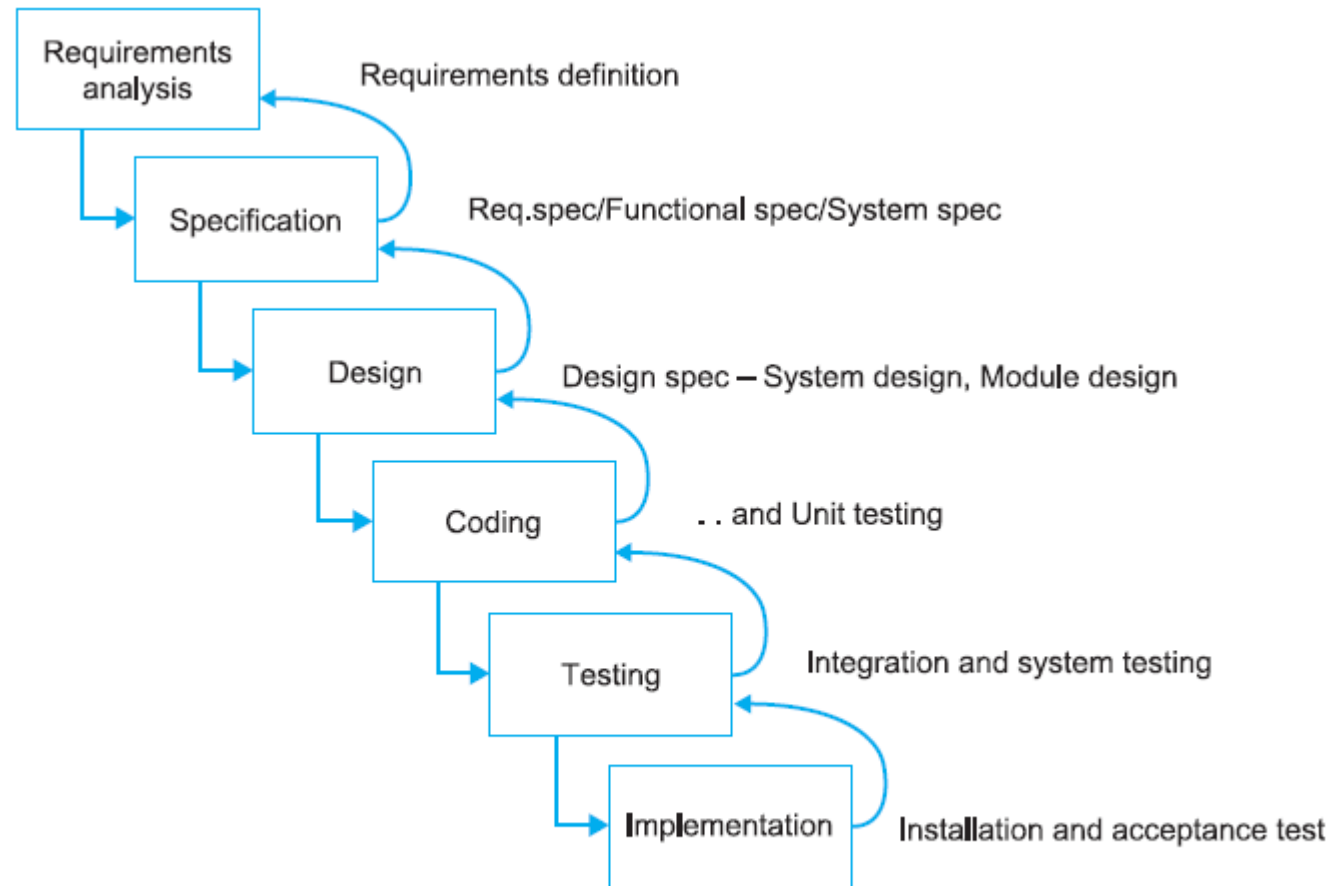 Requirements
analysis
Requirements definition
Specification
Req.spec/Functional spec/System spec
Design
Design spec – System design, Module design
Coding
. . and Unit testing
Testing
Integration and system testing
Implementation
Installation and acceptance test